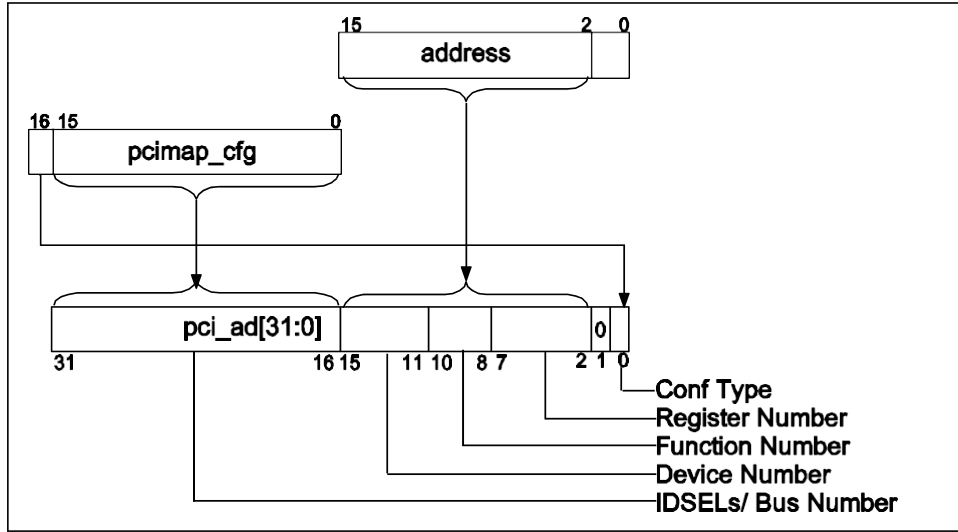 15 2 0
address
16 15 0
pcimap_cfg
pci_ad[31:0] 0
31 16 15 11 10 8 7 2 1 0
Conf Type
Register Number
Function Number
Device Number
IDSELs/ Bus Number